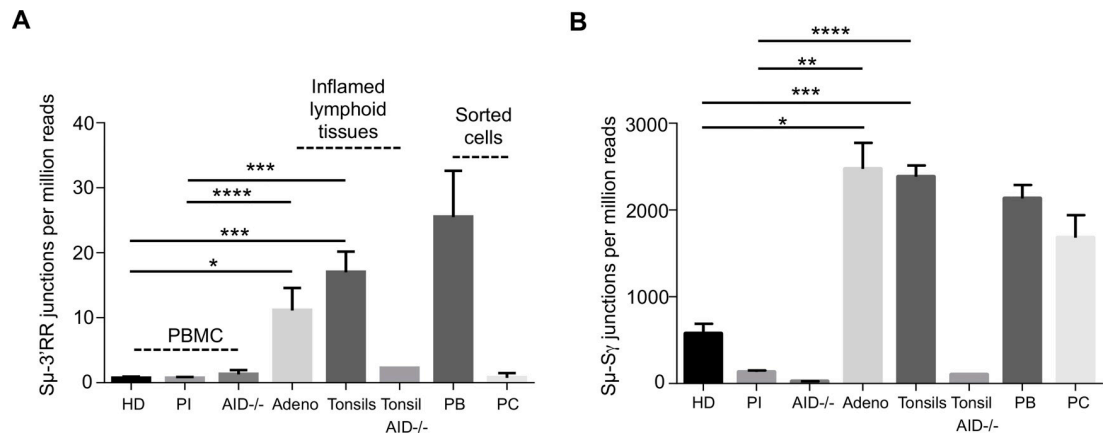 A
Sμ-3'RR junctions per million reads
40
30
20
10
0
Inflamed
lymphoid
tissues
Sorted
cells
***
****
***
*
PBMC
HD PI AID-/- Adeno Tonsils Tonsil PB PC
AID-/-
B
Sμ-Sγ junctions per million reads
3000
2000
1000
0
****
**
***
*
HD PI AID-/- Adeno Tonsils Tonsil PB PC
AID-/-